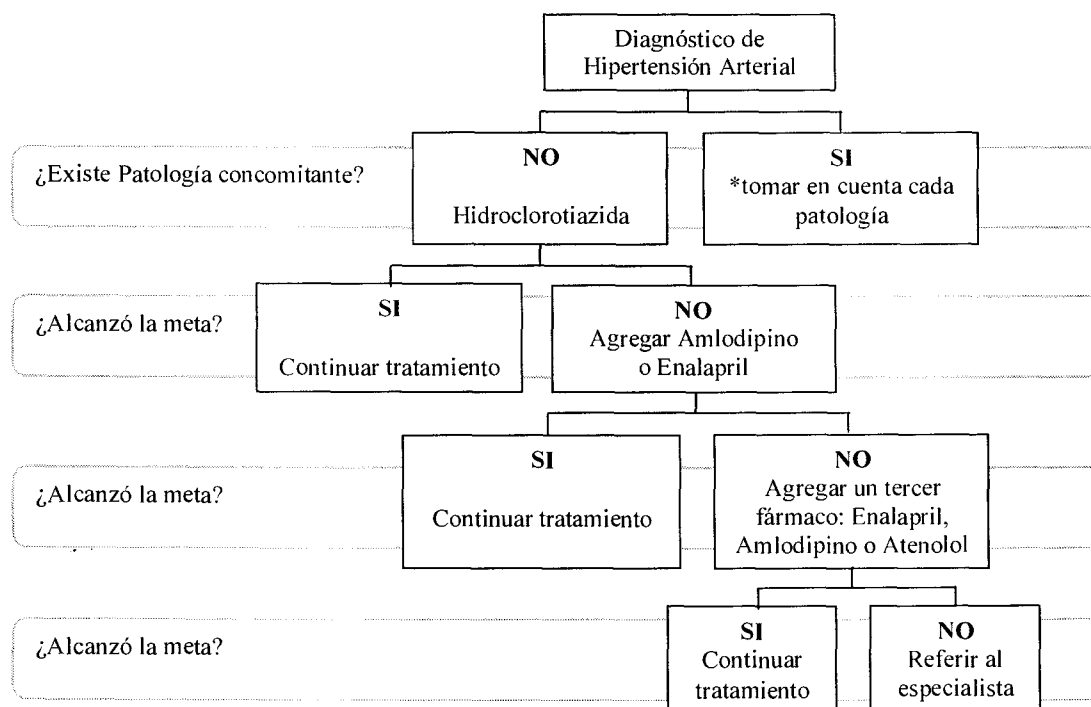 Diagnóstico de
Hipertensión Arterial
¿Existe Patología concomitante?
NO
Hidroclorotiazida
SI
*tomar en cuenta cada
patología
¿Alcanzó la meta?
SI
Continuar tratamiento
NO
Agregar Amlodipino
o Enalapril
¿Alcanzó la meta?
SI
Continuar tratamiento
NO
Agregar un tercer
fármaco: Enalapril,
Amlodipino o Atenolol
¿Alcanzó la meta?
SI
Continuar
tratamiento
NO
Referir al
especialista